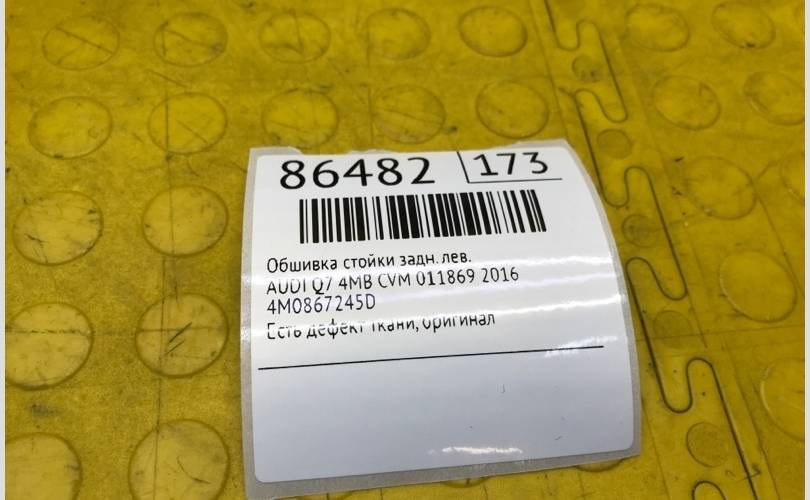 86482 173
Обшивка стойки задн. лев.
AUDI Q7 4MB CVM 011869 2016
4M0867245D
Есть дефект ткани, оригинал